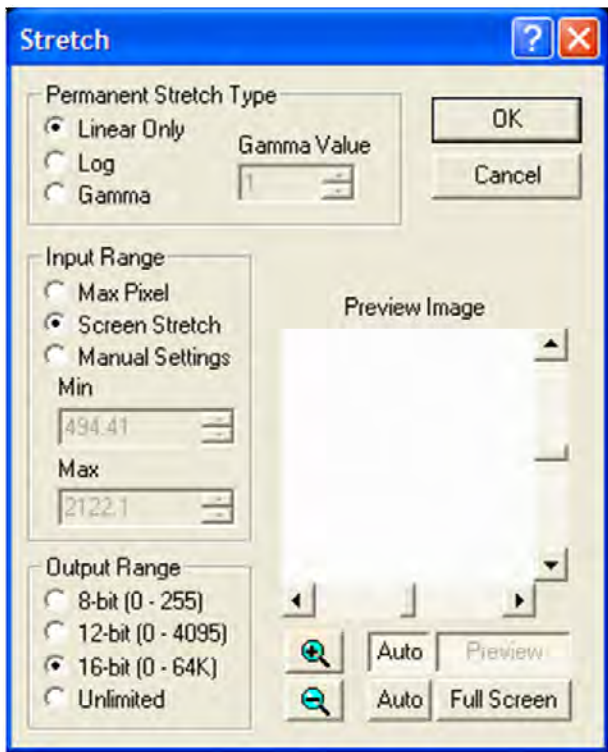 Stretch
Permanent Stretch Type
Linear Only
Log
Gamma
Gamma Value
1
OK
Cancel
Input Range
Max Pixel
Screen Stretch
Manual Settings
Min
494.41
Max
2122.1
Preview Image
Output Range
8-bit (0 - 255)
12-bit (0 - 4095)
16-bit (0 - 64K)
Unlimited
Auto Preview
Auto Full Screen